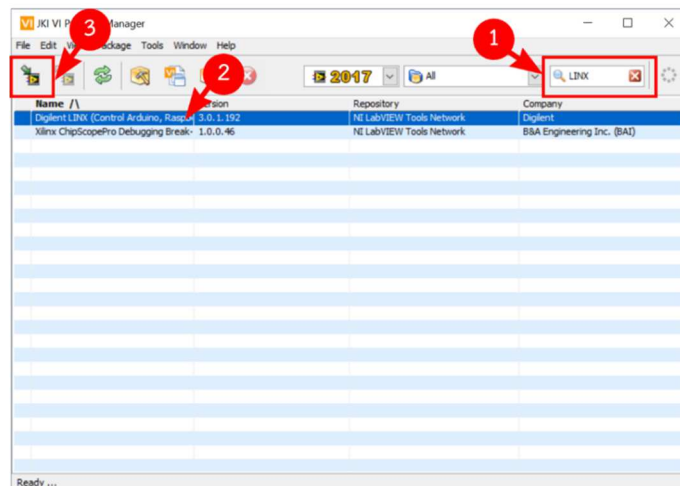 VI JKI VI P Manager
3
File Edit V Package Tools Window Help
1
2
2017
All
LINX
Name /\ Version Repository Company
Digilent LINX (Control Arduino, Raspb 3.0.1.192 NI LabVIEW Tools Network Digilent
Xilinx ChipScopePro Debugging Break- 1.0.0.46 NI LabVIEW Tools Network B&A Engineering Inc. (BAI)
Ready ...